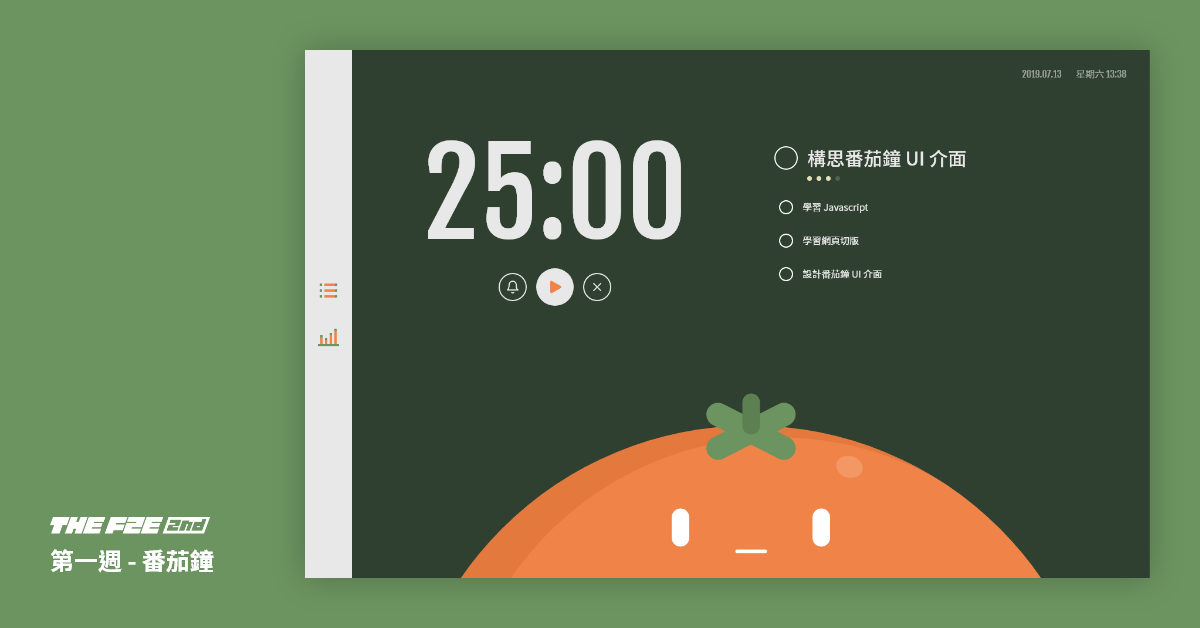 2019.07.13 星期六 13:38
25:00
構思番茄鐘 UI 介面
學習 Javascript
學習網頁切版
設計番茄鐘 UI 介面
THE F2E 2nd
第一週 - 番茄鐘